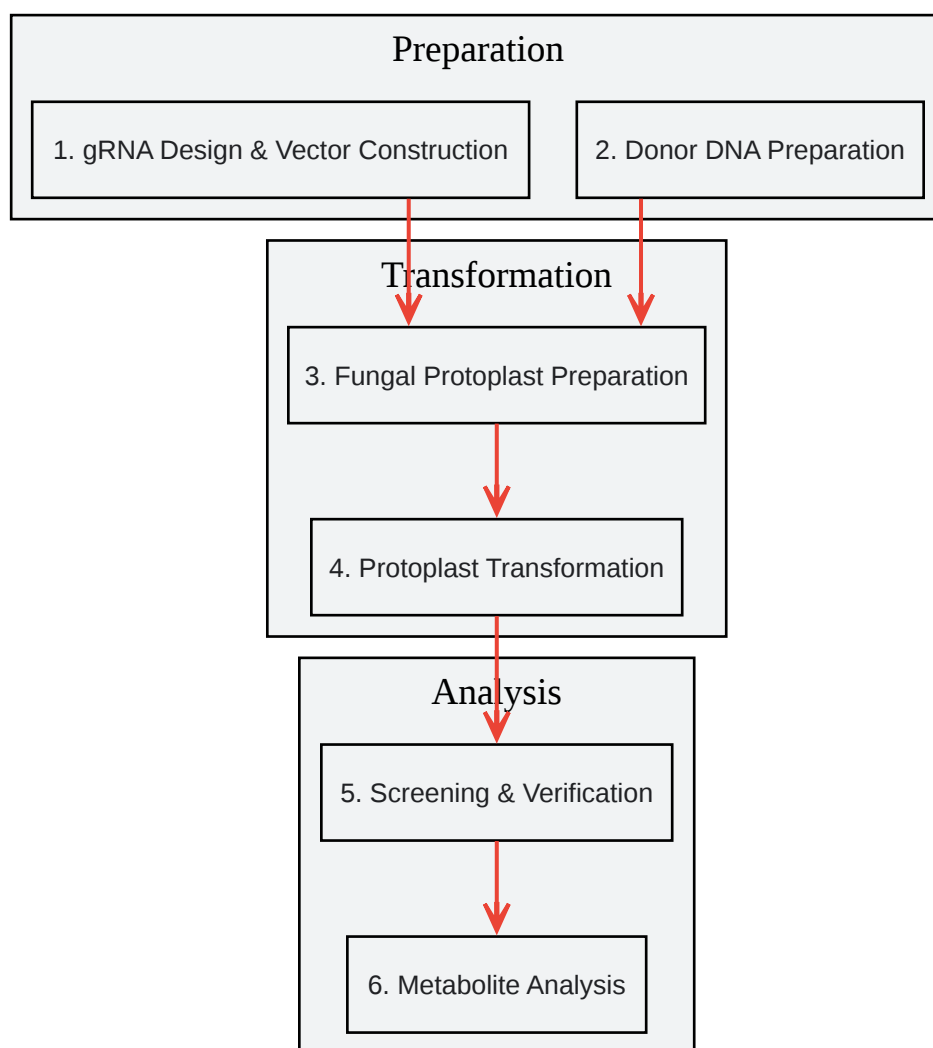 Preparation
1. gRNA Design & Vector Construction
2. Donor DNA Preparation
Transformation
3. Fungal Protoplast Preparation
4. Protoplast Transformation
Analysis
5. Screening & Verification
6. Metabolite Analysis